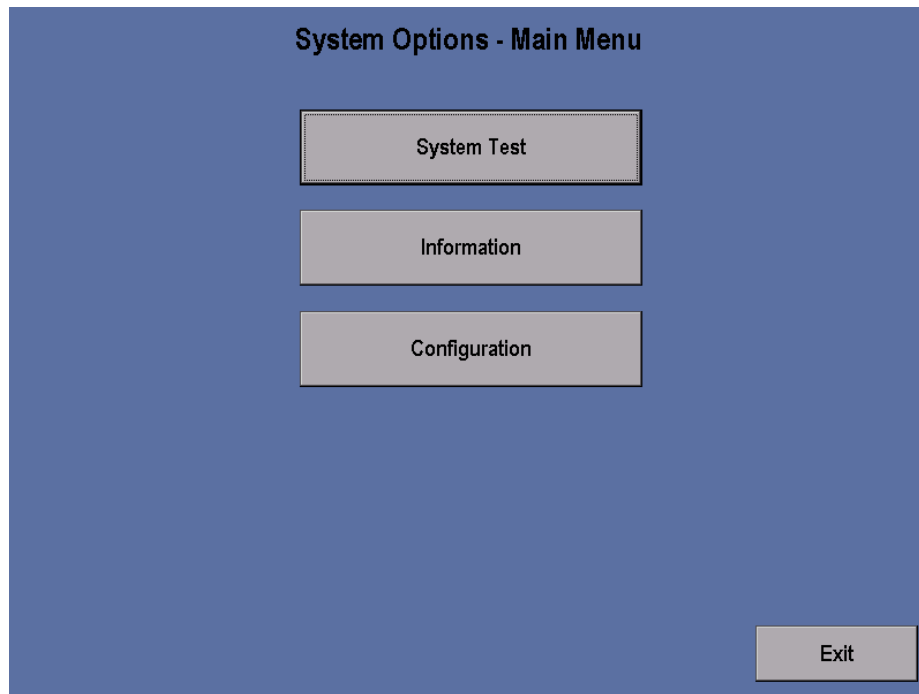 System Options - Main Menu
System Test
Information
Configuration
Exit